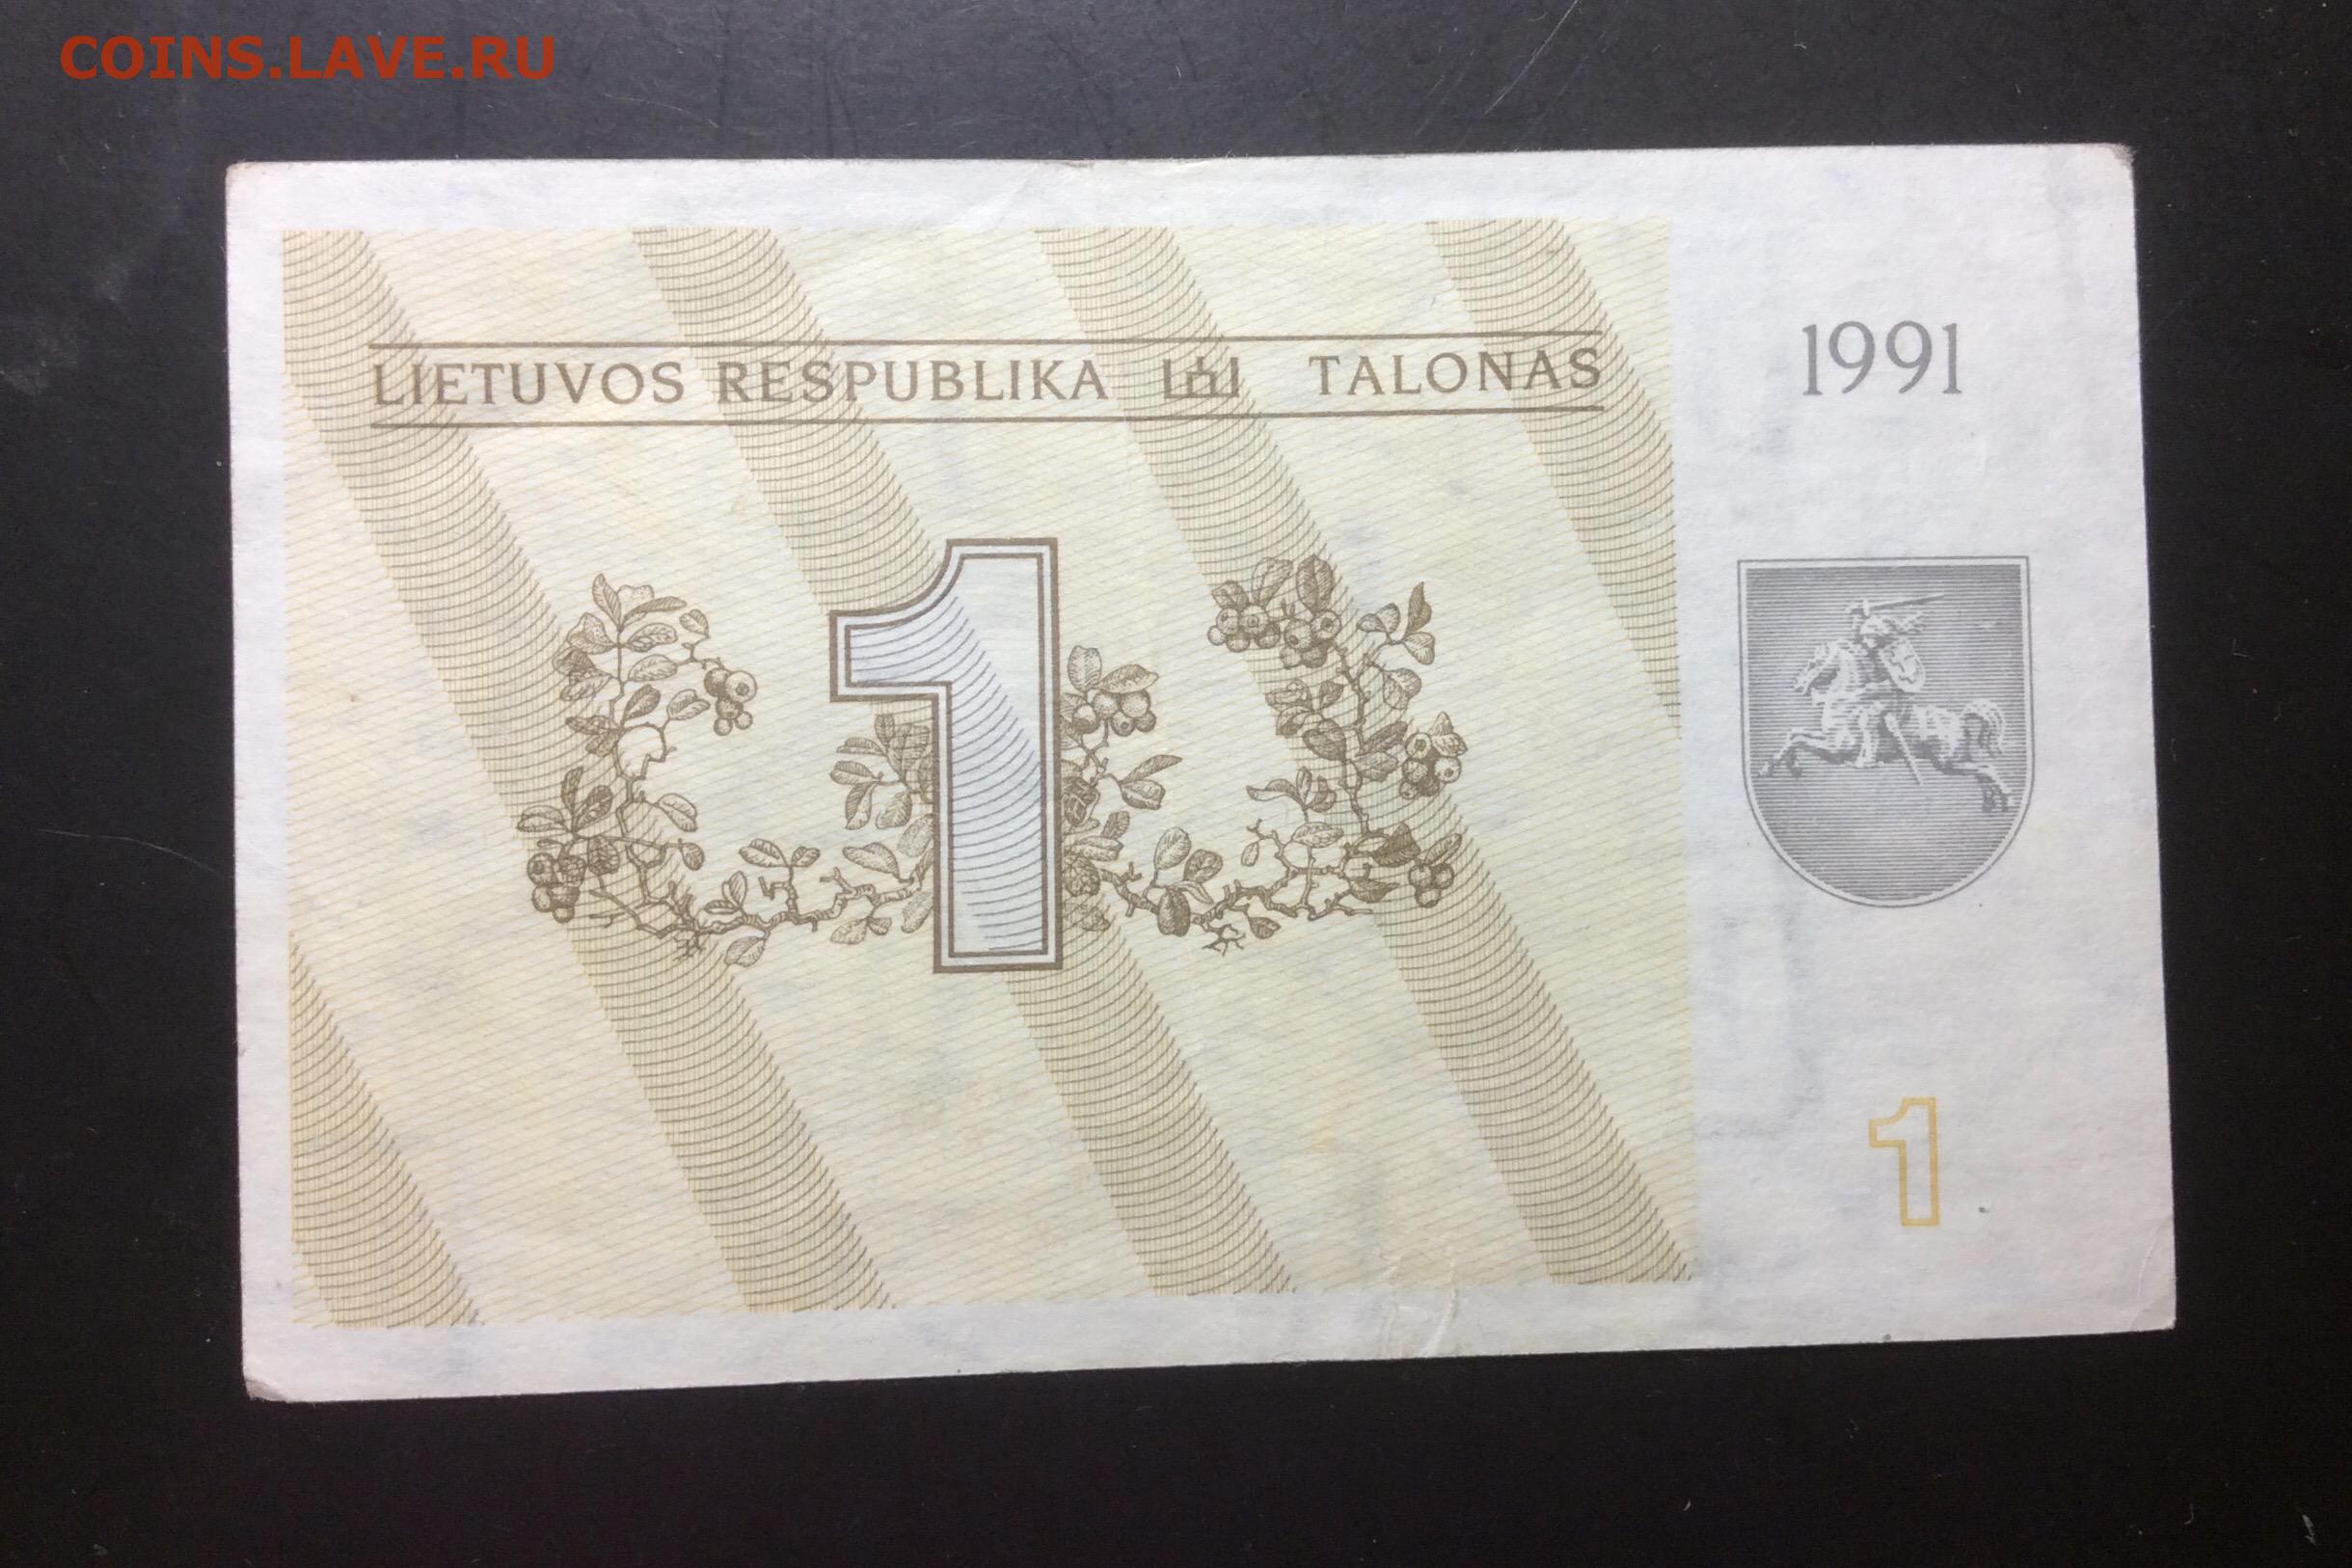 COINS.LAVE.RU
LIETUVOS RESPUBLIKA TALONAS
1991
1
1